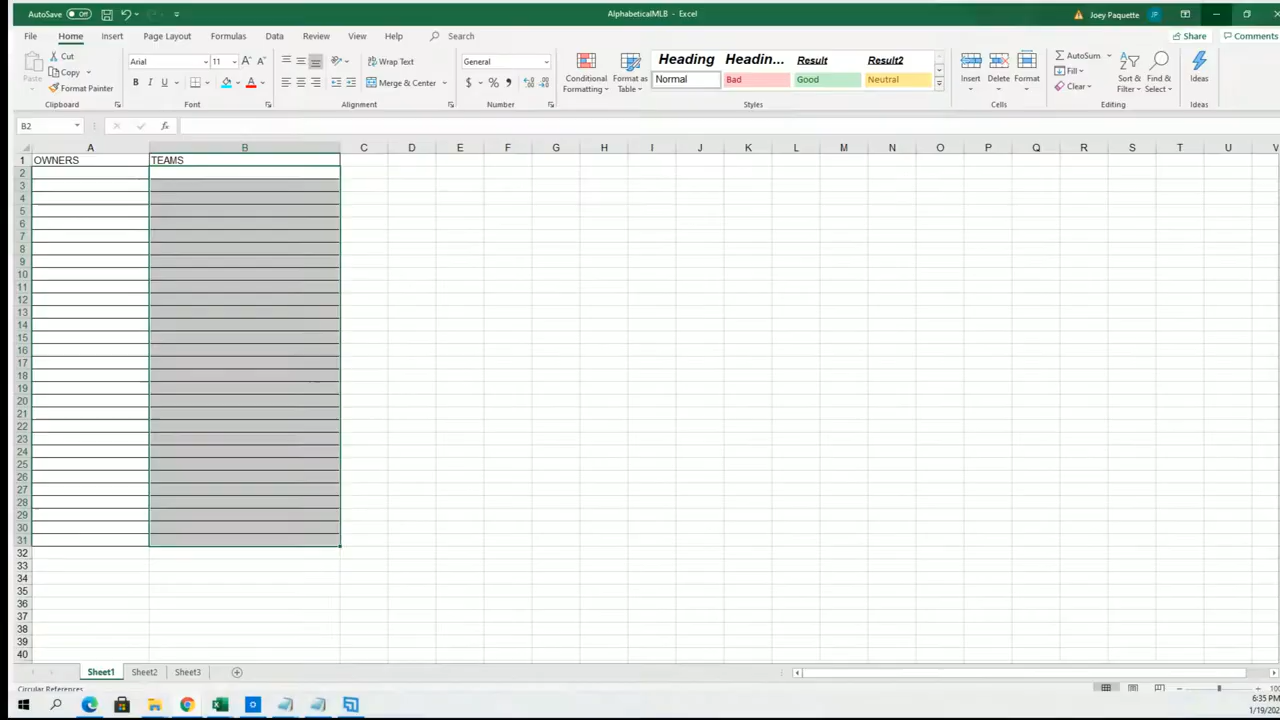 AutoSave Off AlphabeticalMLB - Excel Joey Paquette JP
File Home Insert Page Layout Formulas Data Review View Help Search Share Comments
Paste Cut Copy Format Painter Clipboard
Arial 11 A A B I U A Font
Wrap Text Merge & Center Alignment
General $ % , Number
Conditional Formatting Format as Table
Heading Headin... Result Result2
Normal Bad Good Neutral
Styles
Insert Delete Format Cells
AutoSum Fill Clear Sort & Filter Find & Select Editing
Ideas Ideas
B2 fx
A B C D E F G H I J K L M N O P Q R S T U V
1 OWNERS TEAMS
2
3
4
5
6
7
8
9
10
11
12
13
14
15
16
17
18
19
20
21
22
23
24
25
26
27
28
29
30
31
32
33
34
35
36
37
38
39
40
Sheet1 Sheet2 Sheet3
Circular References
6:35 PM